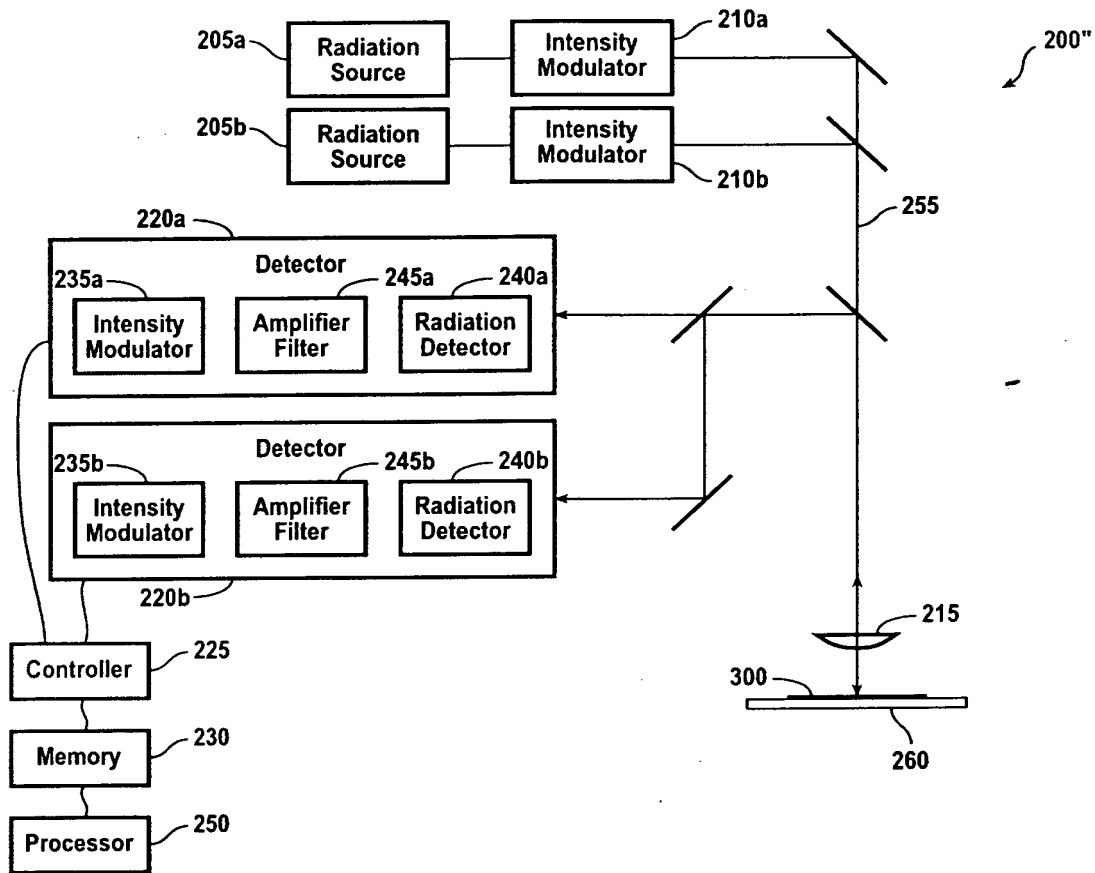 210a
200"
205a
Radiation
Source
Intensity
Modulator
205b
Radiation
Source
Intensity
Modulator
210b
255
220a
Detector
235a
245a
240a
Intensity
Modulator
Amplifier
Filter
Radiation
Detector
Detector
235b
245b
240b
Intensity
Modulator
Amplifier
Filter
Radiation
Detector
220b
215
Controller
225
300
260
Memory
230
Processor
250